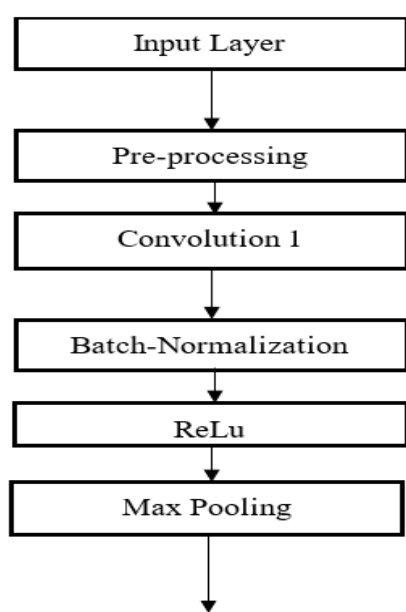 Input Layer
Pre-processing
Convolution 1
Batch-Normalization
ReLu
Max Pooling